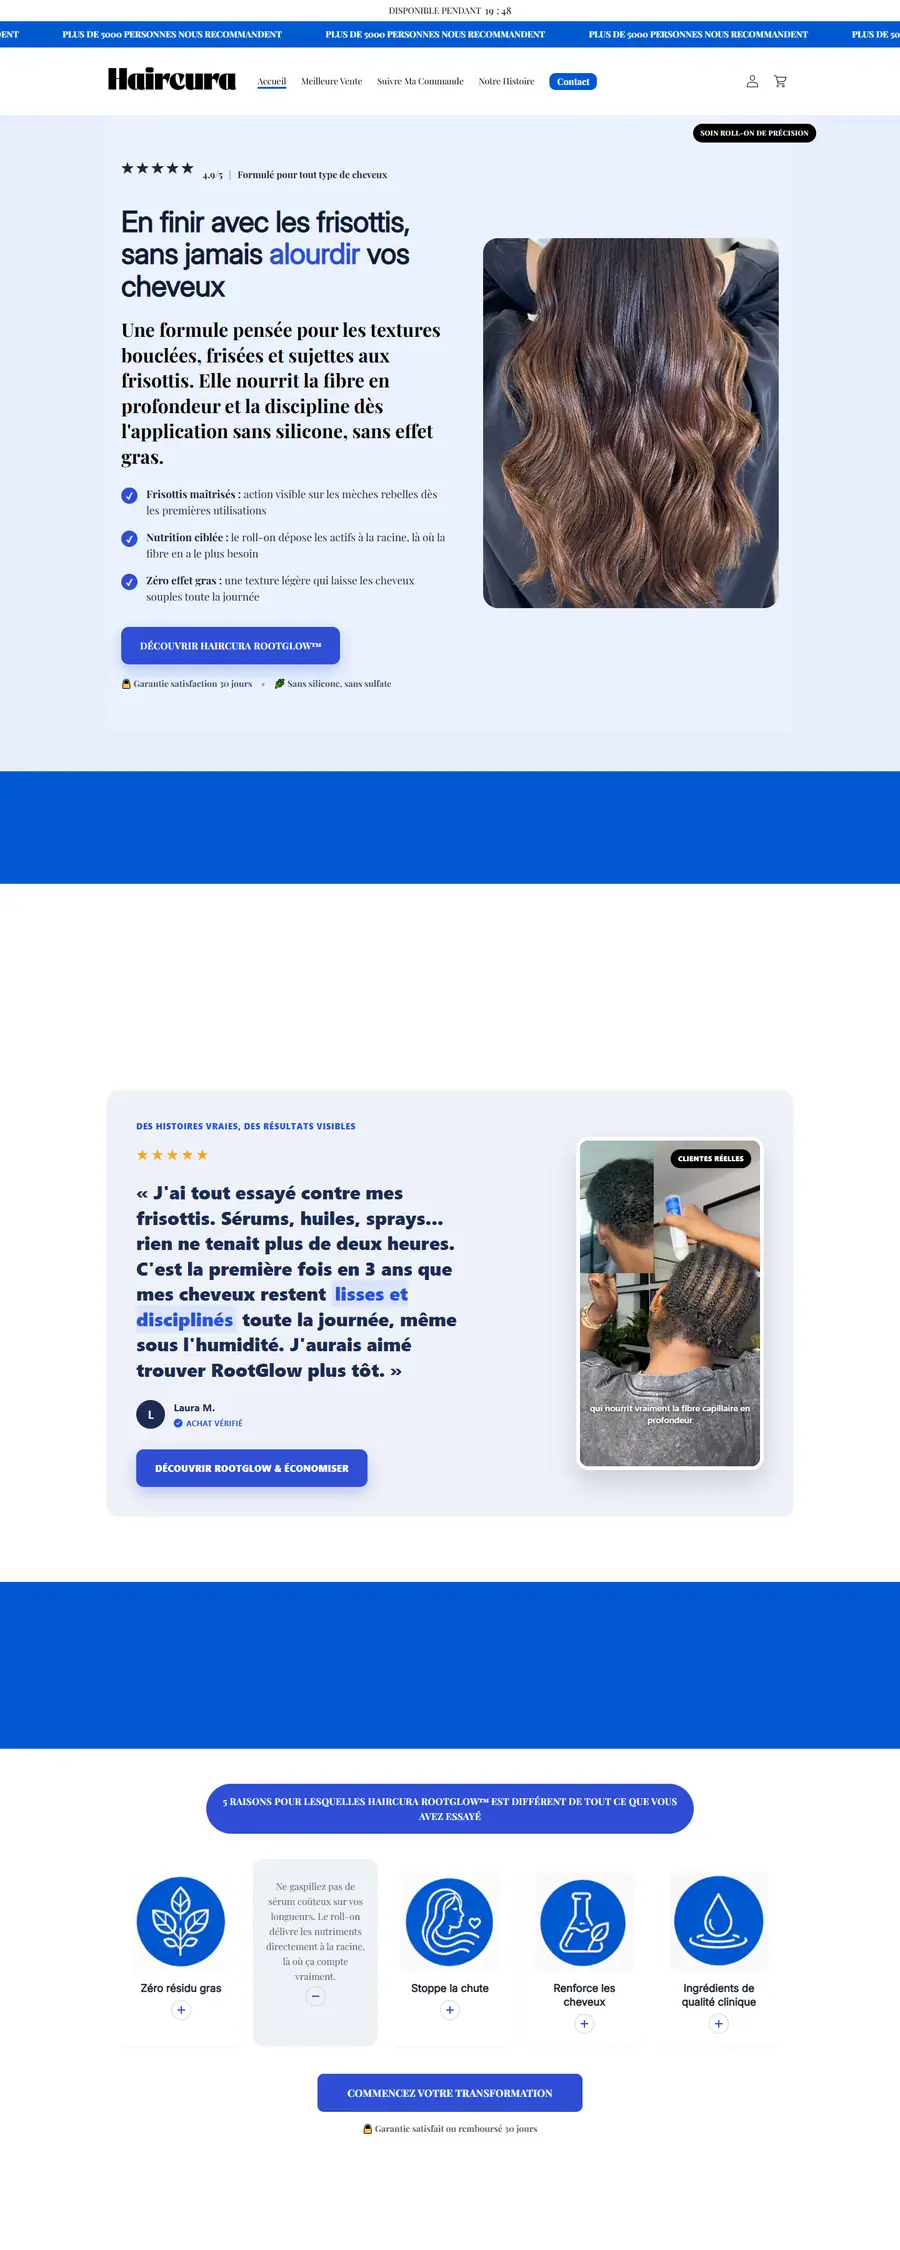 DISPONIBLE PENDANT 19 : 48
ENT PLUS DE 5000 PERSONNES NOUS RECOMMANDENT PLUS DE 5000 PERSONNES NOUS RECOMMANDENT PLUS DE 5000 PERSONNES NOUS RECOMMANDENT PLUS DE 50
Haircura Accueil Meilleure Vente Suivre Ma Commande Notre Histoire Contact
SOIN ROLL-ON DE PRÉCISION
★★★★★ 4.9/5 | Formulé pour tout type de cheveux
En finir avec les frisottis,
sans jamais alourdir vos
cheveux
Une formule pensée pour les textures
bouclées, frisées et sujettes aux
frisottis. Elle nourrit la fibre en
profondeur et la discipline dès
l'application sans silicone, sans effet
gras.
Frisottis maîtrisés : action visible sur les mèches rebelles dès
les premières utilisations
Nutrition ciblée : le roll-on dépose les actifs à la racine, là où la
fibre en a le plus besoin
Zéro effet gras : une texture légère qui laisse les cheveux
souples toute la journée
DÉCOUVRIR HAIRCURA ROOTGLOW™
Garantie satisfaction 30 jours • Sans silicone, sans sulfate
DES HISTOIRES VRAIES, DES RÉSULTATS VISIBLES
★★★★★
« J'ai tout essayé contre mes
frisottis. Sérums, huiles, sprays...
rien ne tenait plus de deux heures.
C'est la première fois en 3 ans que
mes cheveux restent lisses et
disciplinés toute la journée, même
sous l'humidité. J'aurais aimé
trouver RootGlow plus tôt. »
L
Laura M.
ACHAT VÉRIFIÉ
DÉCOUVRIR ROOTGLOW & ÉCONOMISER
CLIENTES RÉELLES
qui nourrit vraiment la fibre capillaire en
profondeur
5 RAISONS POUR LESQUELLES HAIRCURA ROOTGLOW™ EST DIFFÉRENT DE TOUT CE QUE VOUS
AVEZ ESSAYÉ
Zéro résidu gras
Ne gaspillez pas de
sérum coûteux sur vos
longueurs. Le roll-on
délivre les nutriments
directement à la racine,
là où ça compte
vraiment.
Stoppe la chute
Renforce les
cheveux
Ingrédients de
qualité clinique
COMMENCEZ VOTRE TRANSFORMATION
Garantie satisfait ou remboursé 30 jours